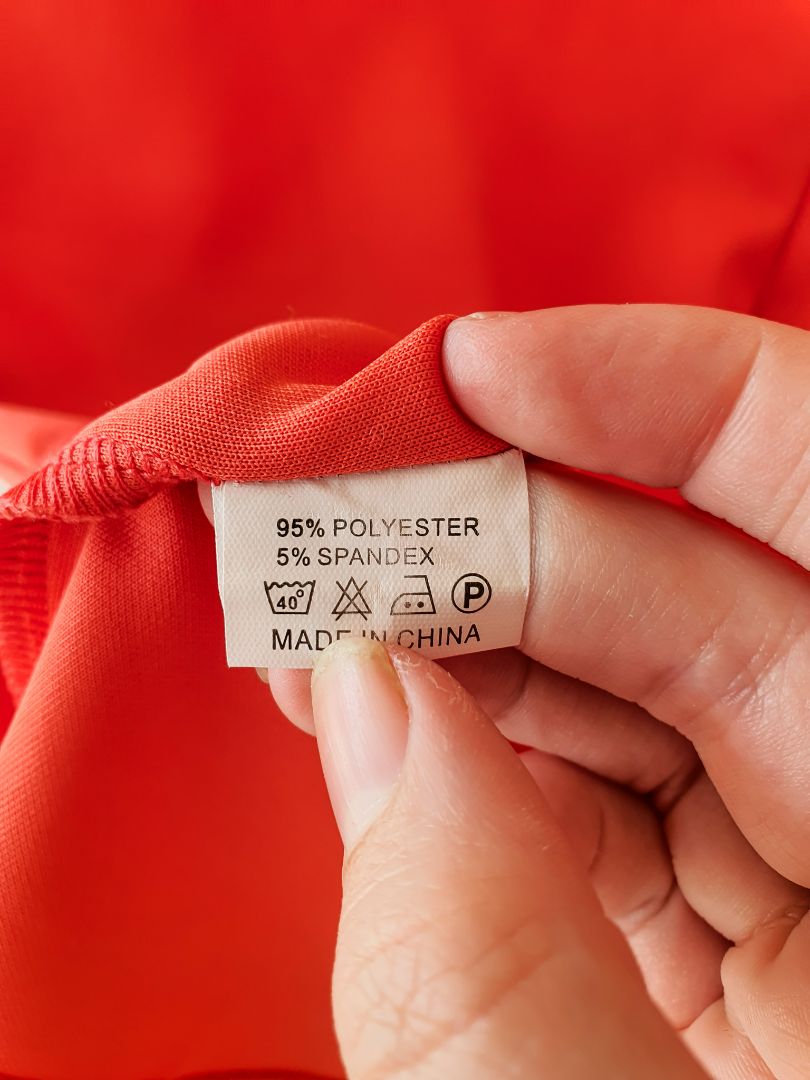 95% POLYESTER
5% SPANDEX
40° P
MADE IN CHINA